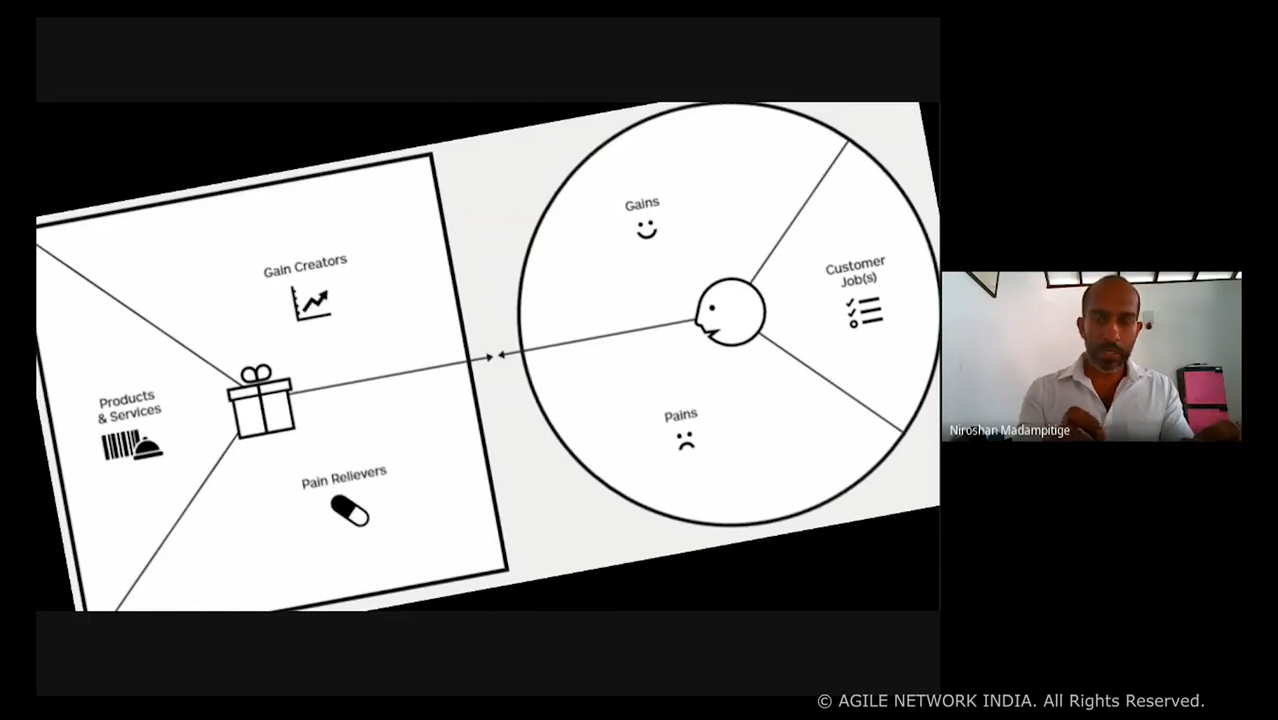 Gain Creators
Products
& Services
Pain Relievers
Gains
Customer
Job(s)
Pains
Niroshan Madampitige
© AGILE NETWORK INDIA. All Rights Reserved.